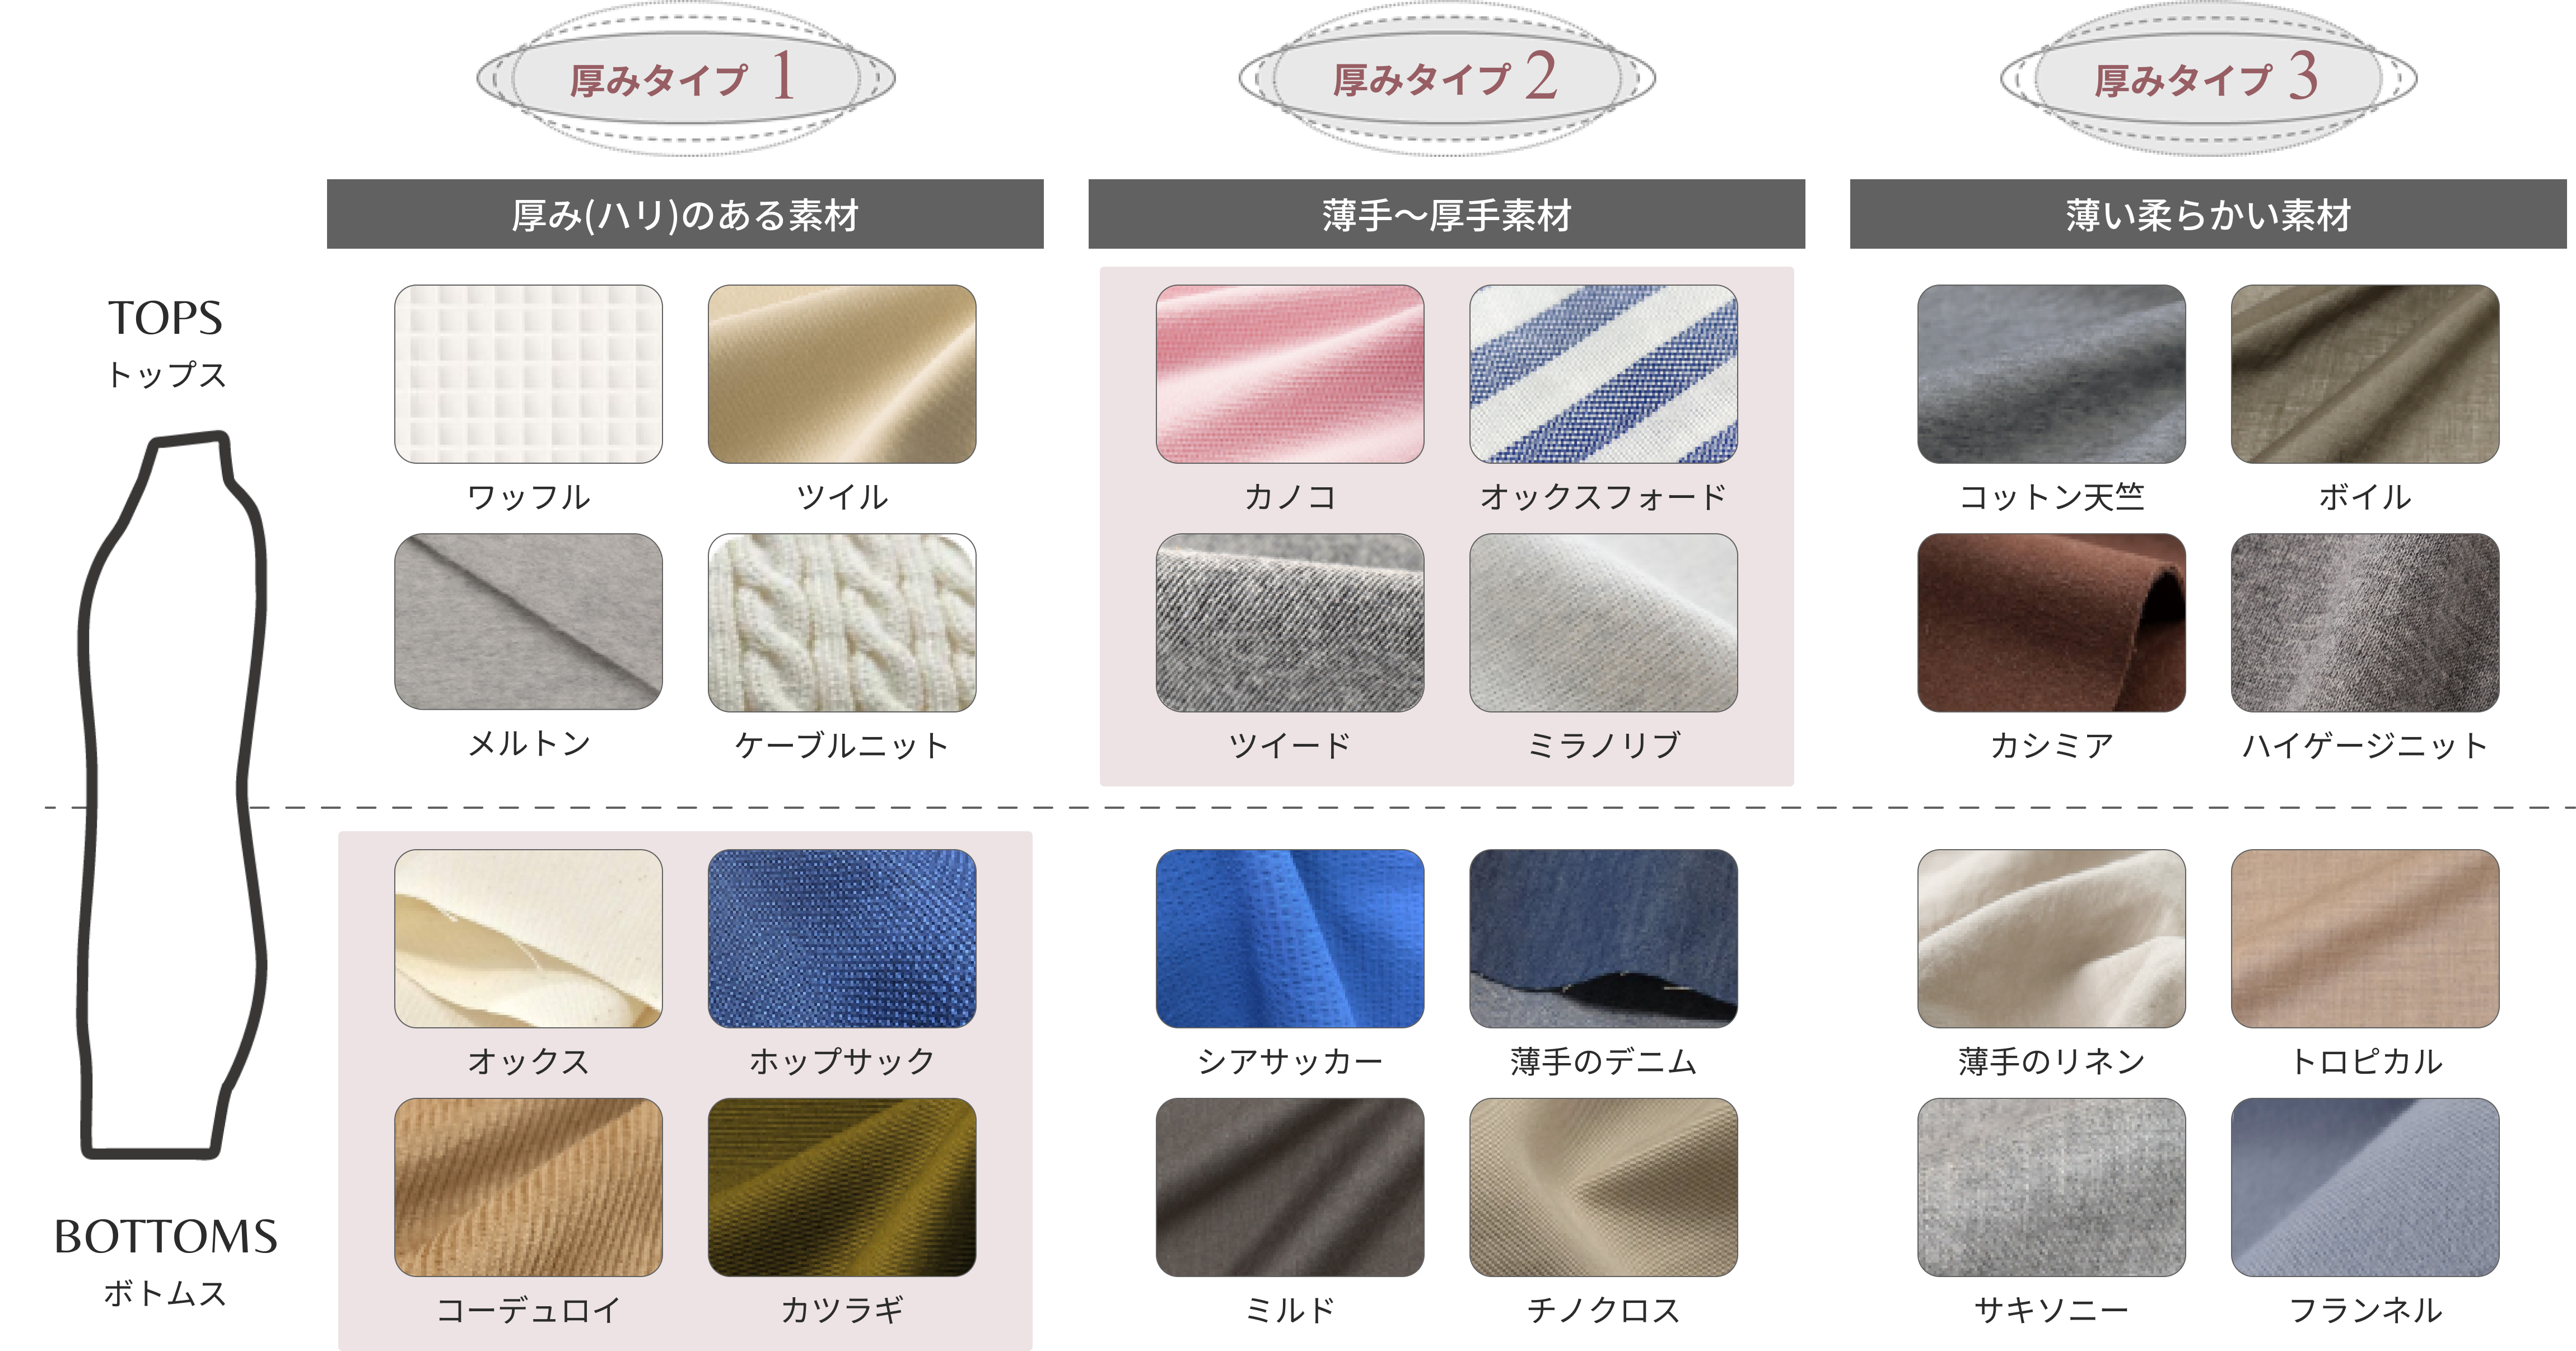 厚みタイプ 1
厚みタイプ 2
厚みタイプ 3
厚み(ハリ)のある素材
薄手～厚手素材
薄い柔らかい素材
TOPS
トップス
ワッフル
ツイル
カノコ
オックスフォード
コットン天竺
ボイル
メルトン
ケーブルニット
ツイード
ミラノリブ
カシミア
ハイゲージニット
オックス
ホップサック
シアサッカー
薄手のデニム
薄手のリネン
トロピカル
BOTTOMS
ボトムス
コーデュロイ
カツラギ
ミルド
チノクロス
サキソニー
フランネル